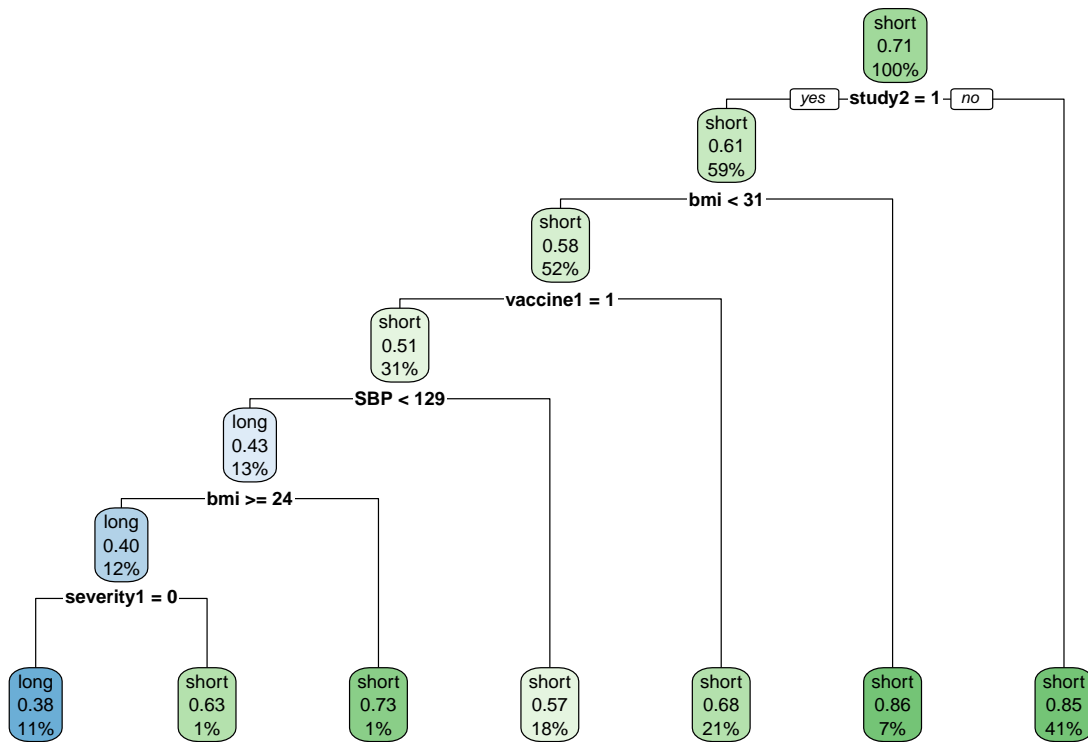 short
0.71
100%
yes study2 = 1 no
short
0.61
59%
bmi < 31
short
0.58
52%
vaccine1 = 1
short
0.51
31%
SBP < 129
long
0.43
13%
bmi >= 24
long
0.40
12%
severity1 = 0
long
0.38
11%
short
0.63
1%
short
0.73
1%
short
0.57
18%
short
0.68
21%
short
0.86
7%
short
0.85
41%